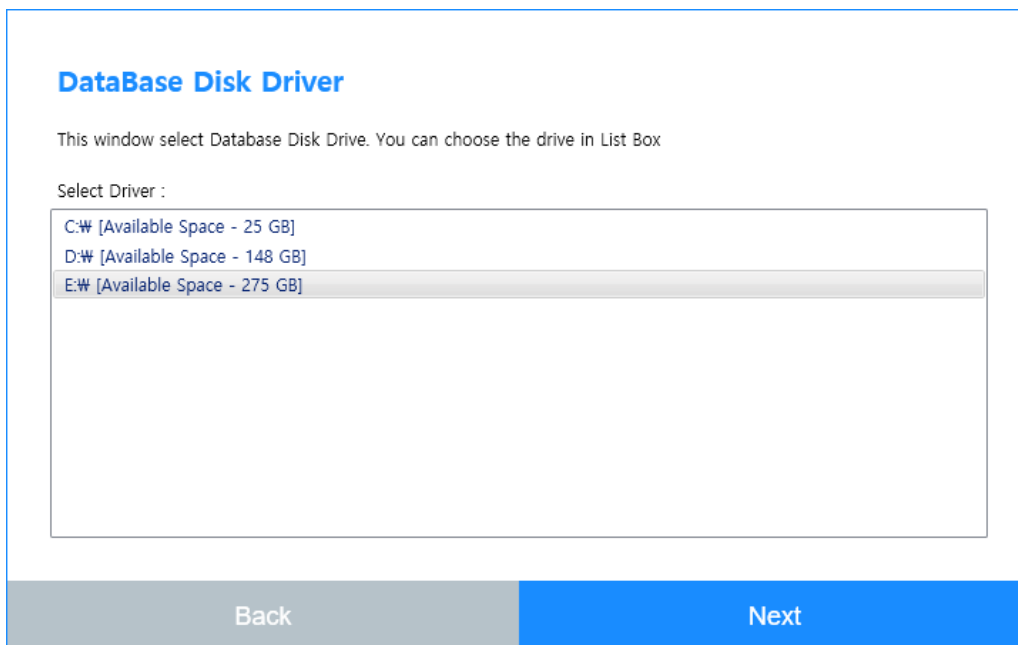 DataBase Disk Driver
This window select Database Disk Drive. You can choose the drive in List Box
Select Driver :
C:₩ [Available Space - 25 GB]
D:₩ [Available Space - 148 GB]
E:₩ [Available Space - 275 GB]
Back
Next